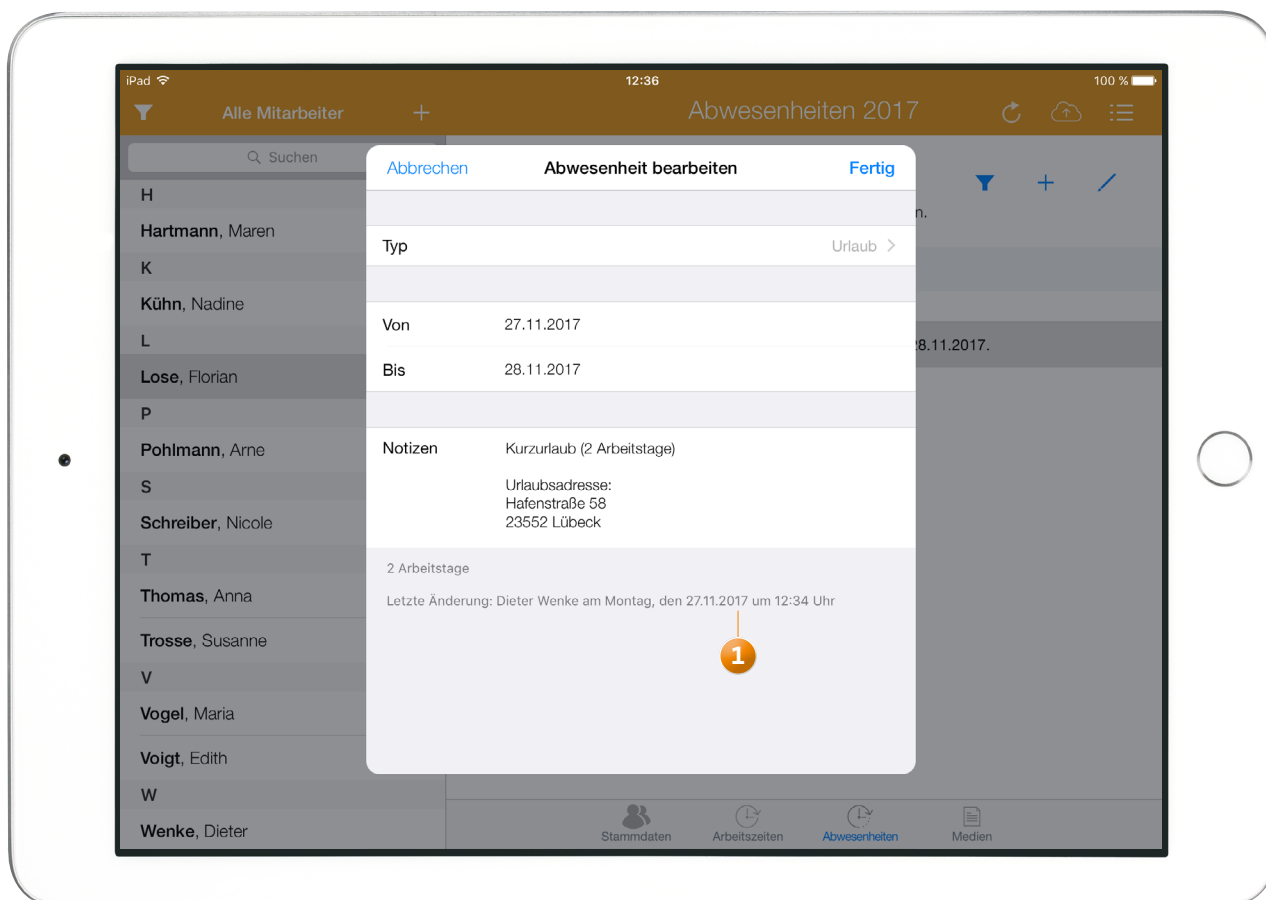 iPad 12:36 100 %
Alle Mitarbeiter + Abwesenheiten 2017
Suchen
Abbrechen Abwesenheit bearbeiten Fertig
n.
H
Hartmann, Maren
Typ Urlaub
K
Kühn, Nadine
Von 27.11.2017
L
8.11.2017.
Bis 28.11.2017
Lose, Florian
P
Pohlmann, Arne
Notizen Kurzurlaub (2 Arbeitstage)
Urlaubsadresse:
Hafenstraße 58
23552 Lübeck
S
Schreiber, Nicole
T
2 Arbeitstage
Thomas, Anna
Letzte Änderung: Dieter Wenke am Montag, den 27.11.2017 um 12:34 Uhr
1
Trosse, Susanne
V
Vogel, Maria
Voigt, Edith
W
Wenke, Dieter
Stammdaten Arbeitszeiten Abwesenheiten Medien